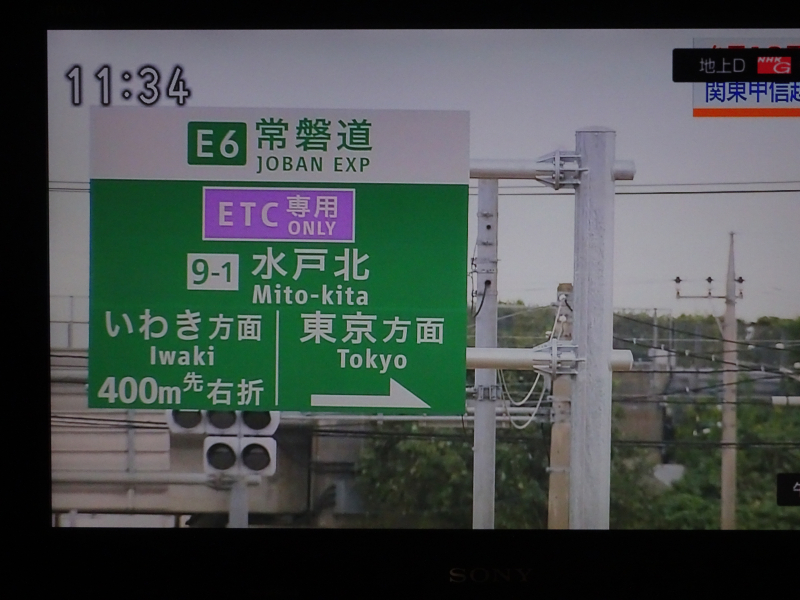 11:34
地上D NHK G
関東甲信越
E6 常磐道
JOBAN EXP
ETC 専用
ONLY
9-1 水戸北
Mito-kita
いわき方面
Iwaki
400m先右折
東京方面
Tokyo
SONY